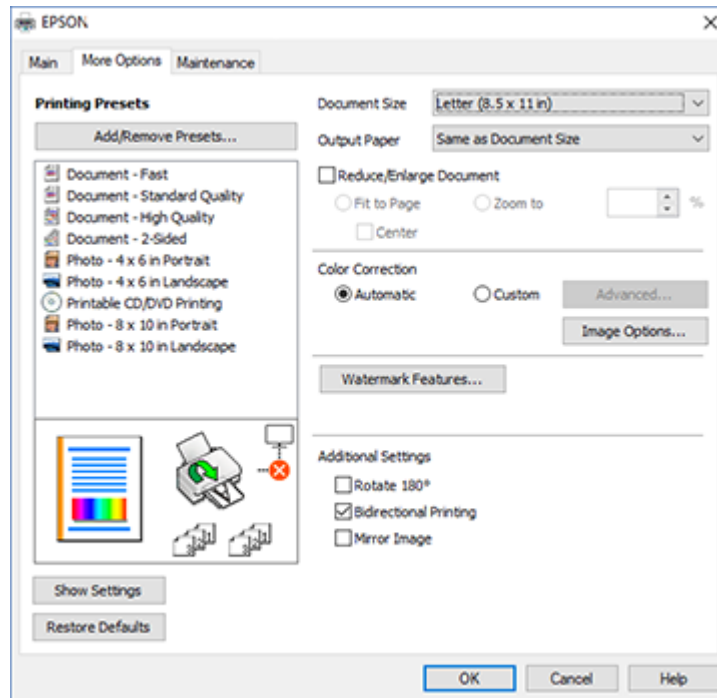 EPSON
Main More Options Maintenance
Printing Presets
Add/Remove Presets...
Document - Fast
Document - Standard Quality
Document - High Quality
Document - 2-Sided
Photo - 4 x 6 in Portrait
Photo - 4 x 6 in Landscape
Printable CD/DVD Printing
Photo - 8 x 10 in Portrait
Photo - 8 x 10 in Landscape
Show Settings
Restore Defaults
Document Size Letter (8.5 x 11 in)
Output Paper Same as Document Size
Reduce/Enlarge Document
Fit to Page Zoom to %
Center
Color Correction
Automatic Custom Advanced...
Image Options...
Watermark Features...
Additional Settings
Rotate 180°
Bidirectional Printing
Mirror Image
OK Cancel Help